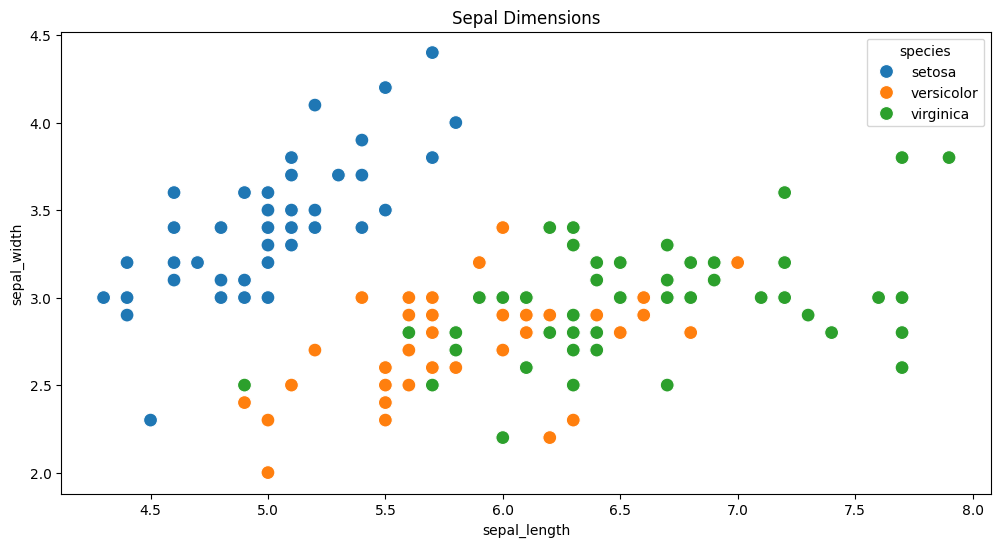 Sepal Dimensions
species
setosa
versicolor
virginica
sepal_width
4.5
4.0
3.5
3.0
2.5
2.0
4.5 5.0 5.5 6.0 6.5 7.0 7.5 8.0
sepal_length